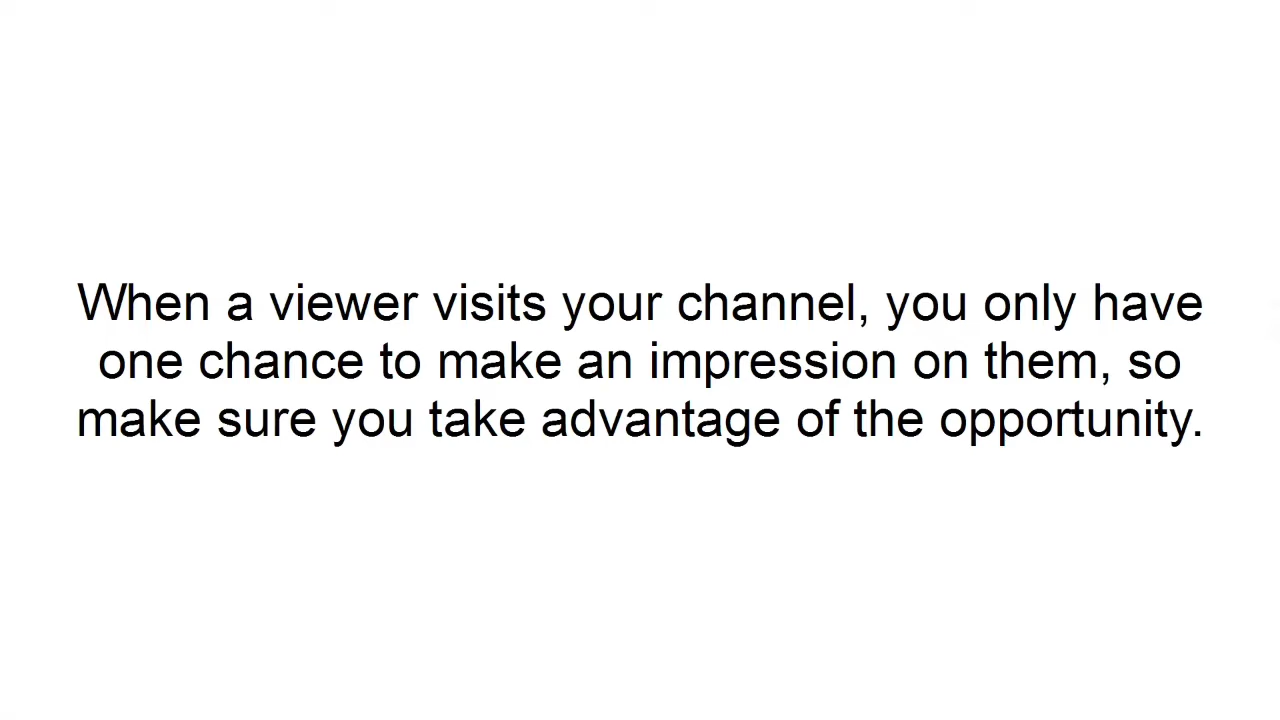 When a viewer visits your channel, you only have
one chance to make an impression on them, so
make sure you take advantage of the opportunity.